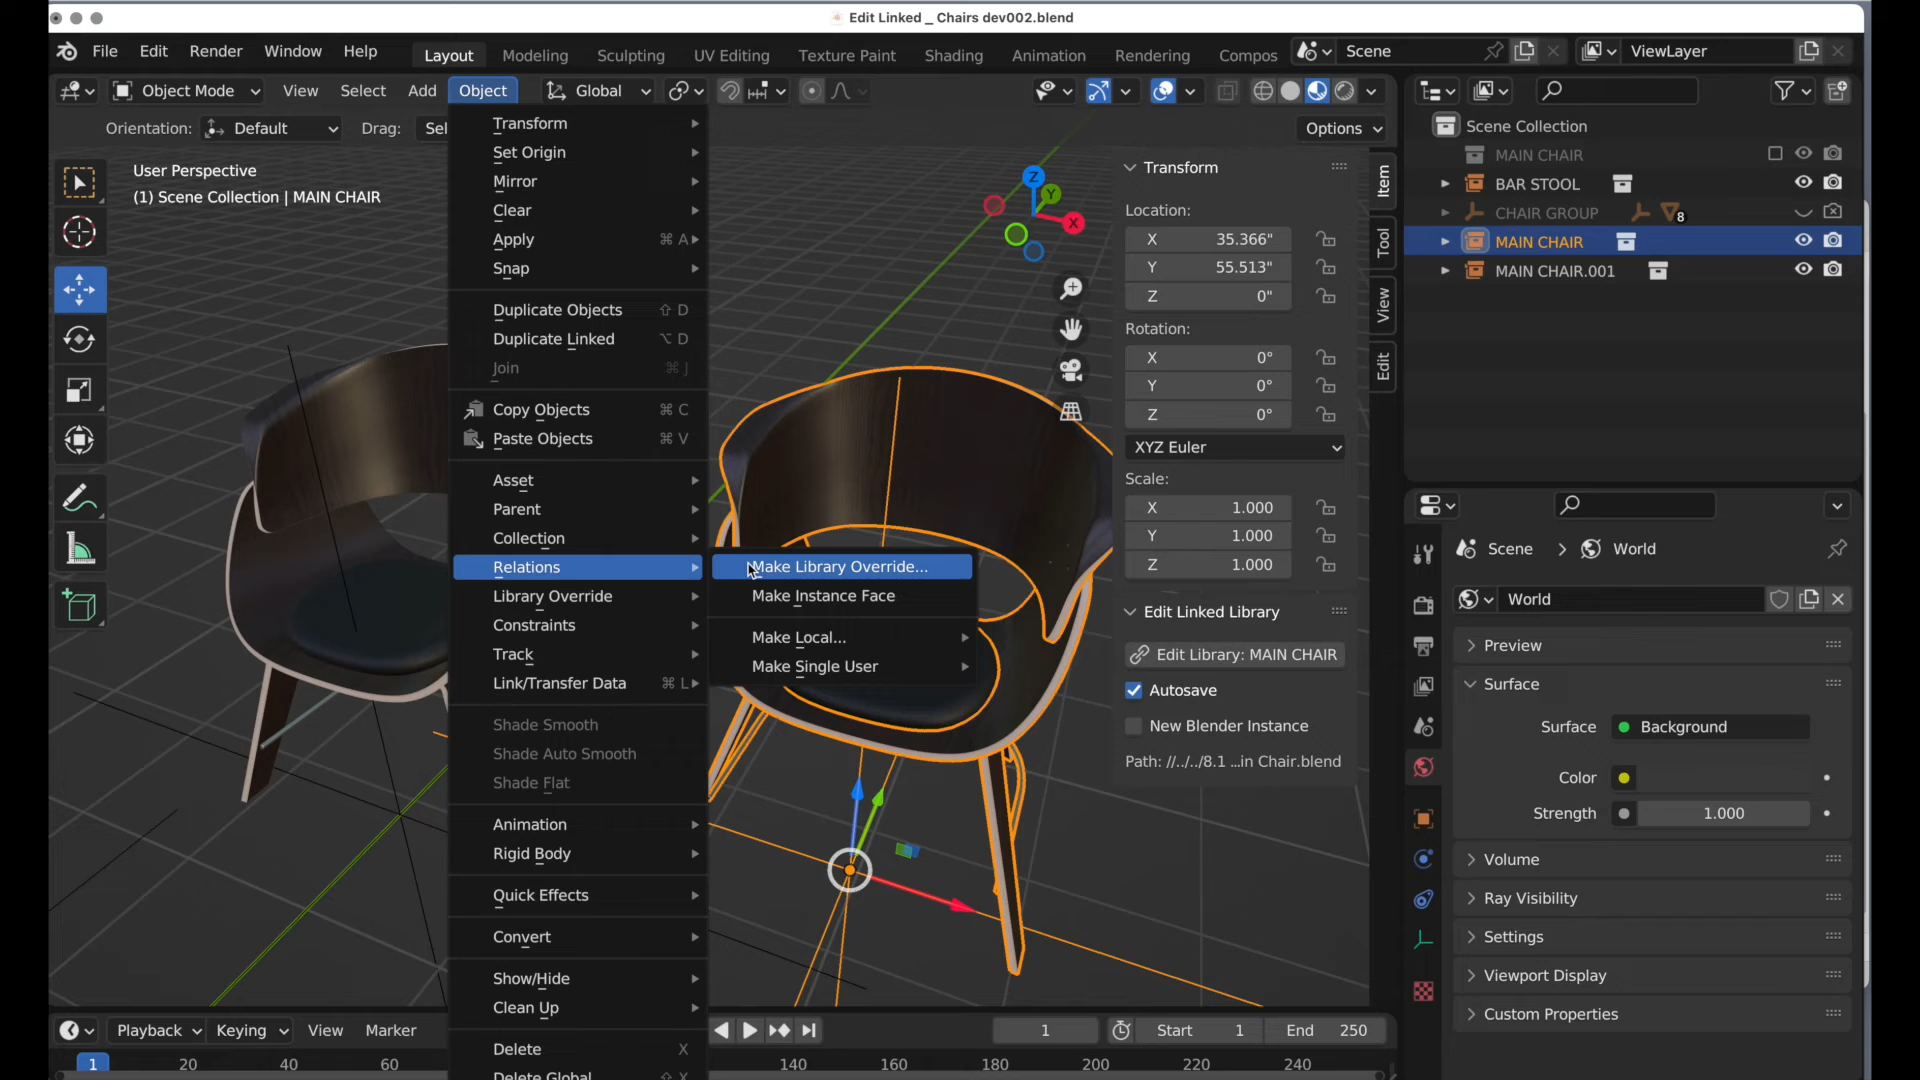 Edit Linked _ Chairs dev002.blend
File Edit Render Window Help
Layout Modeling Sculpting UV Editing Texture Paint Shading Animation Rendering Compos
Scene
ViewLayer
Object Mode View Select Add Object Global
Orientation: Default Drag: Sel
Options
User Perspective
(1) Scene Collection | MAIN CHAIR
Transform
Set Origin
Mirror
Clear
Apply ⌘ A
Snap
Duplicate Objects ⇧ D
Duplicate Linked ⌥ D
Join ⌘ J
Copy Objects ⌘ C
Paste Objects ⌘ V
Asset
Parent
Collection
Relations
Library Override
Constraints
Track
Link/Transfer Data ⌘ L
Shade Smooth
Shade Auto Smooth
Shade Flat
Animation
Rigid Body
Quick Effects
Convert
Show/Hide
Clean Up
Delete X
Delete Global ⇧ X
Make Library Override...
Make Instance Face
Make Local...
Make Single User
Z
Y
X
Transform
Location:
X 35.366"
Y 55.513"
Z 0"
Rotation:
X 0°
Y 0°
Z 0°
XYZ Euler
Scale:
X 1.000
Y 1.000
Z 1.000
Edit Linked Library
Edit Library: MAIN CHAIR
Autosave
New Blender Instance
Path: //../../8.1 ...in Chair.blend
Item
Tool
View
Edit
Scene Collection
MAIN CHAIR
BAR STOOL
CHAIR GROUP 8
MAIN CHAIR
MAIN CHAIR.001
Scene World
World
Preview
Surface
Surface Background
Color
Strength 1.000
Volume
Ray Visibility
Settings
Viewport Display
Custom Properties
Playback Keying View Marker
1 Start 1 End 250
1 20 40 60 140 160 180 200 220 240